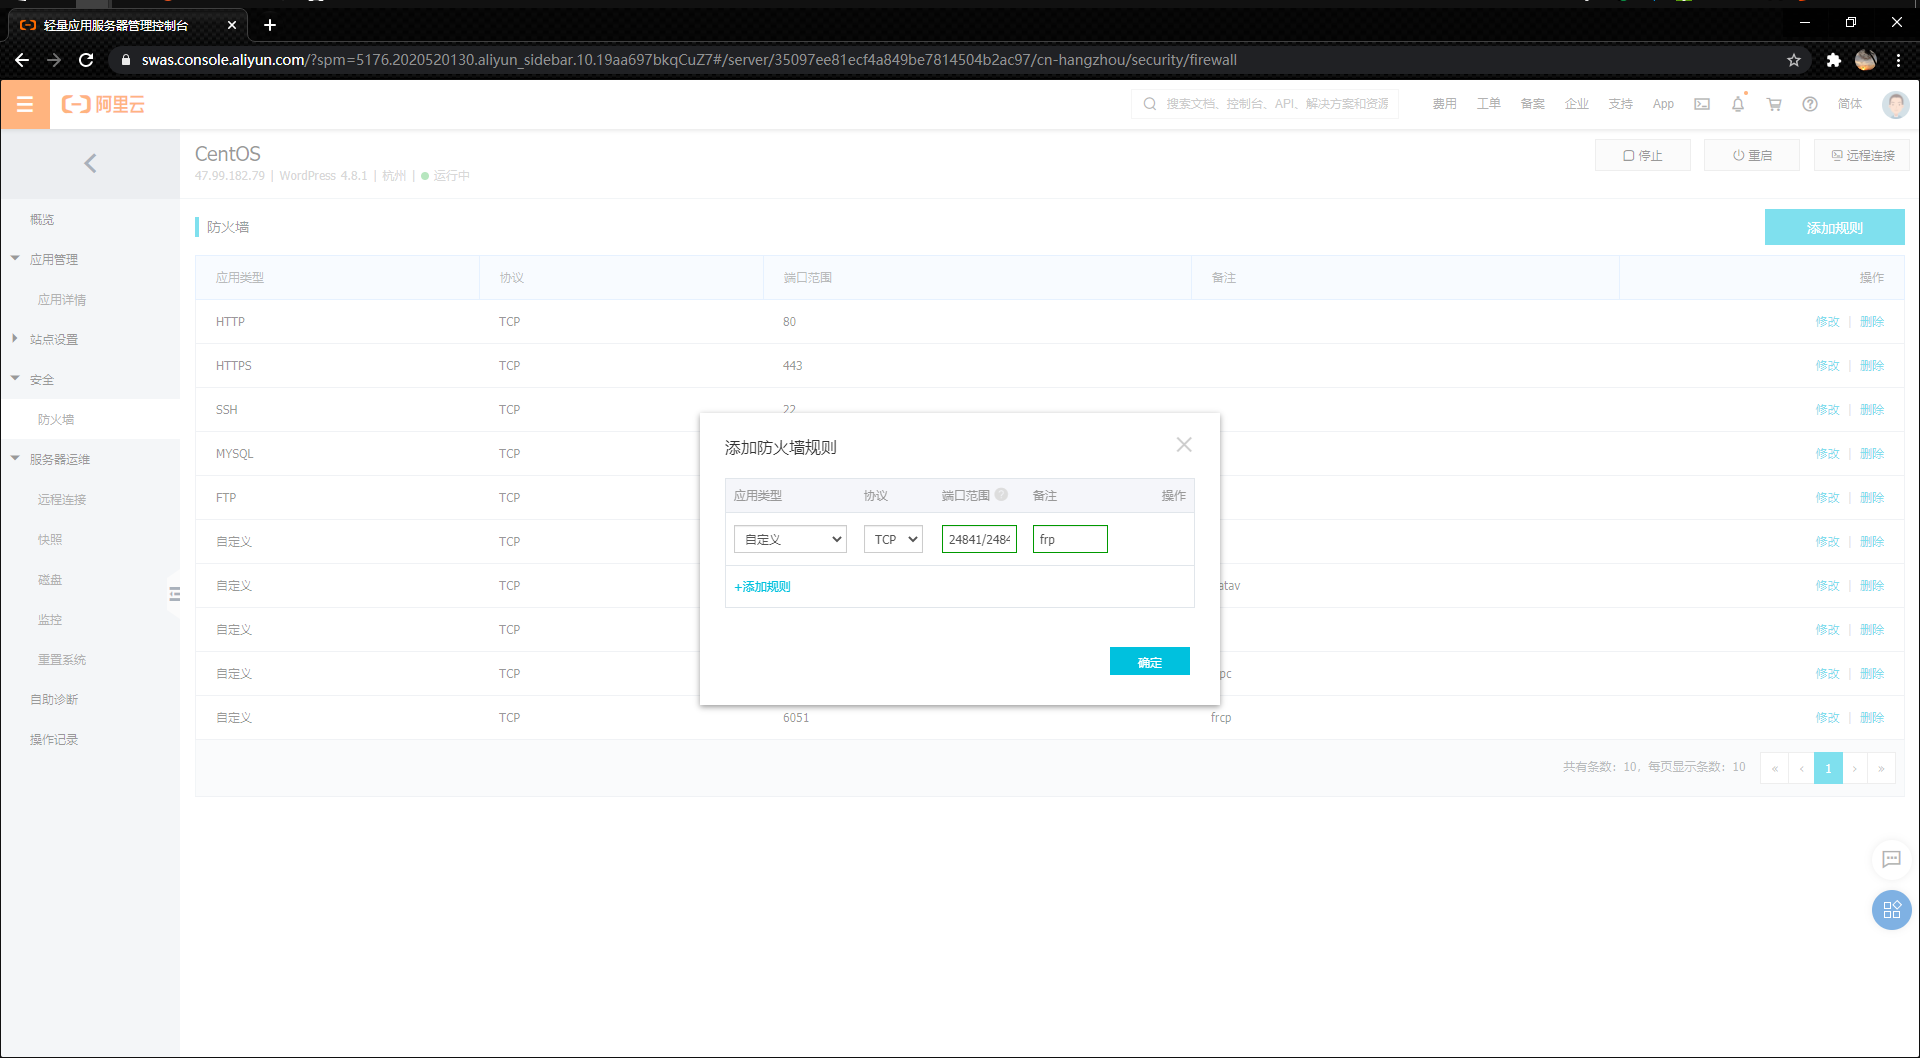 轻量应用服务器管理控制台
swas.console.aliyun.com/?spm=5176.2020520130.aliyun_sidebar.10.19aa697bkqCuZ7#/server/35097ee81ecf4a849be7814504b2ac97/cn-hangzhou/security/firewall
阿里云
搜索文档、控制台、API、解决方案和资源
费用 工单 备案 企业 支持 App 简体
CentOS
47.99.182.79 | WordPress 4.8.1 | 杭州 | 运行中
停止 重启 远程连接
概览
应用管理
应用详情
站点设置
安全
防火墙
服务器运维
远程连接
快照
磁盘
监控
重置系统
自助诊断
操作记录
防火墙
添加规则
应用类型 协议 端口范围 备注 操作
HTTP TCP 80 修改 | 删除
HTTPS TCP 443 修改 | 删除
SSH TCP 22 修改 | 删除
MYSQL TCP 修改 | 删除
FTP TCP 修改 | 删除
自定义 TCP 修改 | 删除
自定义 TCP atav 修改 | 删除
自定义 TCP 修改 | 删除
自定义 TCP pc 修改 | 删除
自定义 TCP 6051 frcp 修改 | 删除
共有条数: 10, 每页显示条数: 10 « ‹ 1 › »
添加防火墙规则
应用类型 协议 端口范围 ? 备注 操作
自定义 TCP 24841/2484 frp
+添加规则
确定